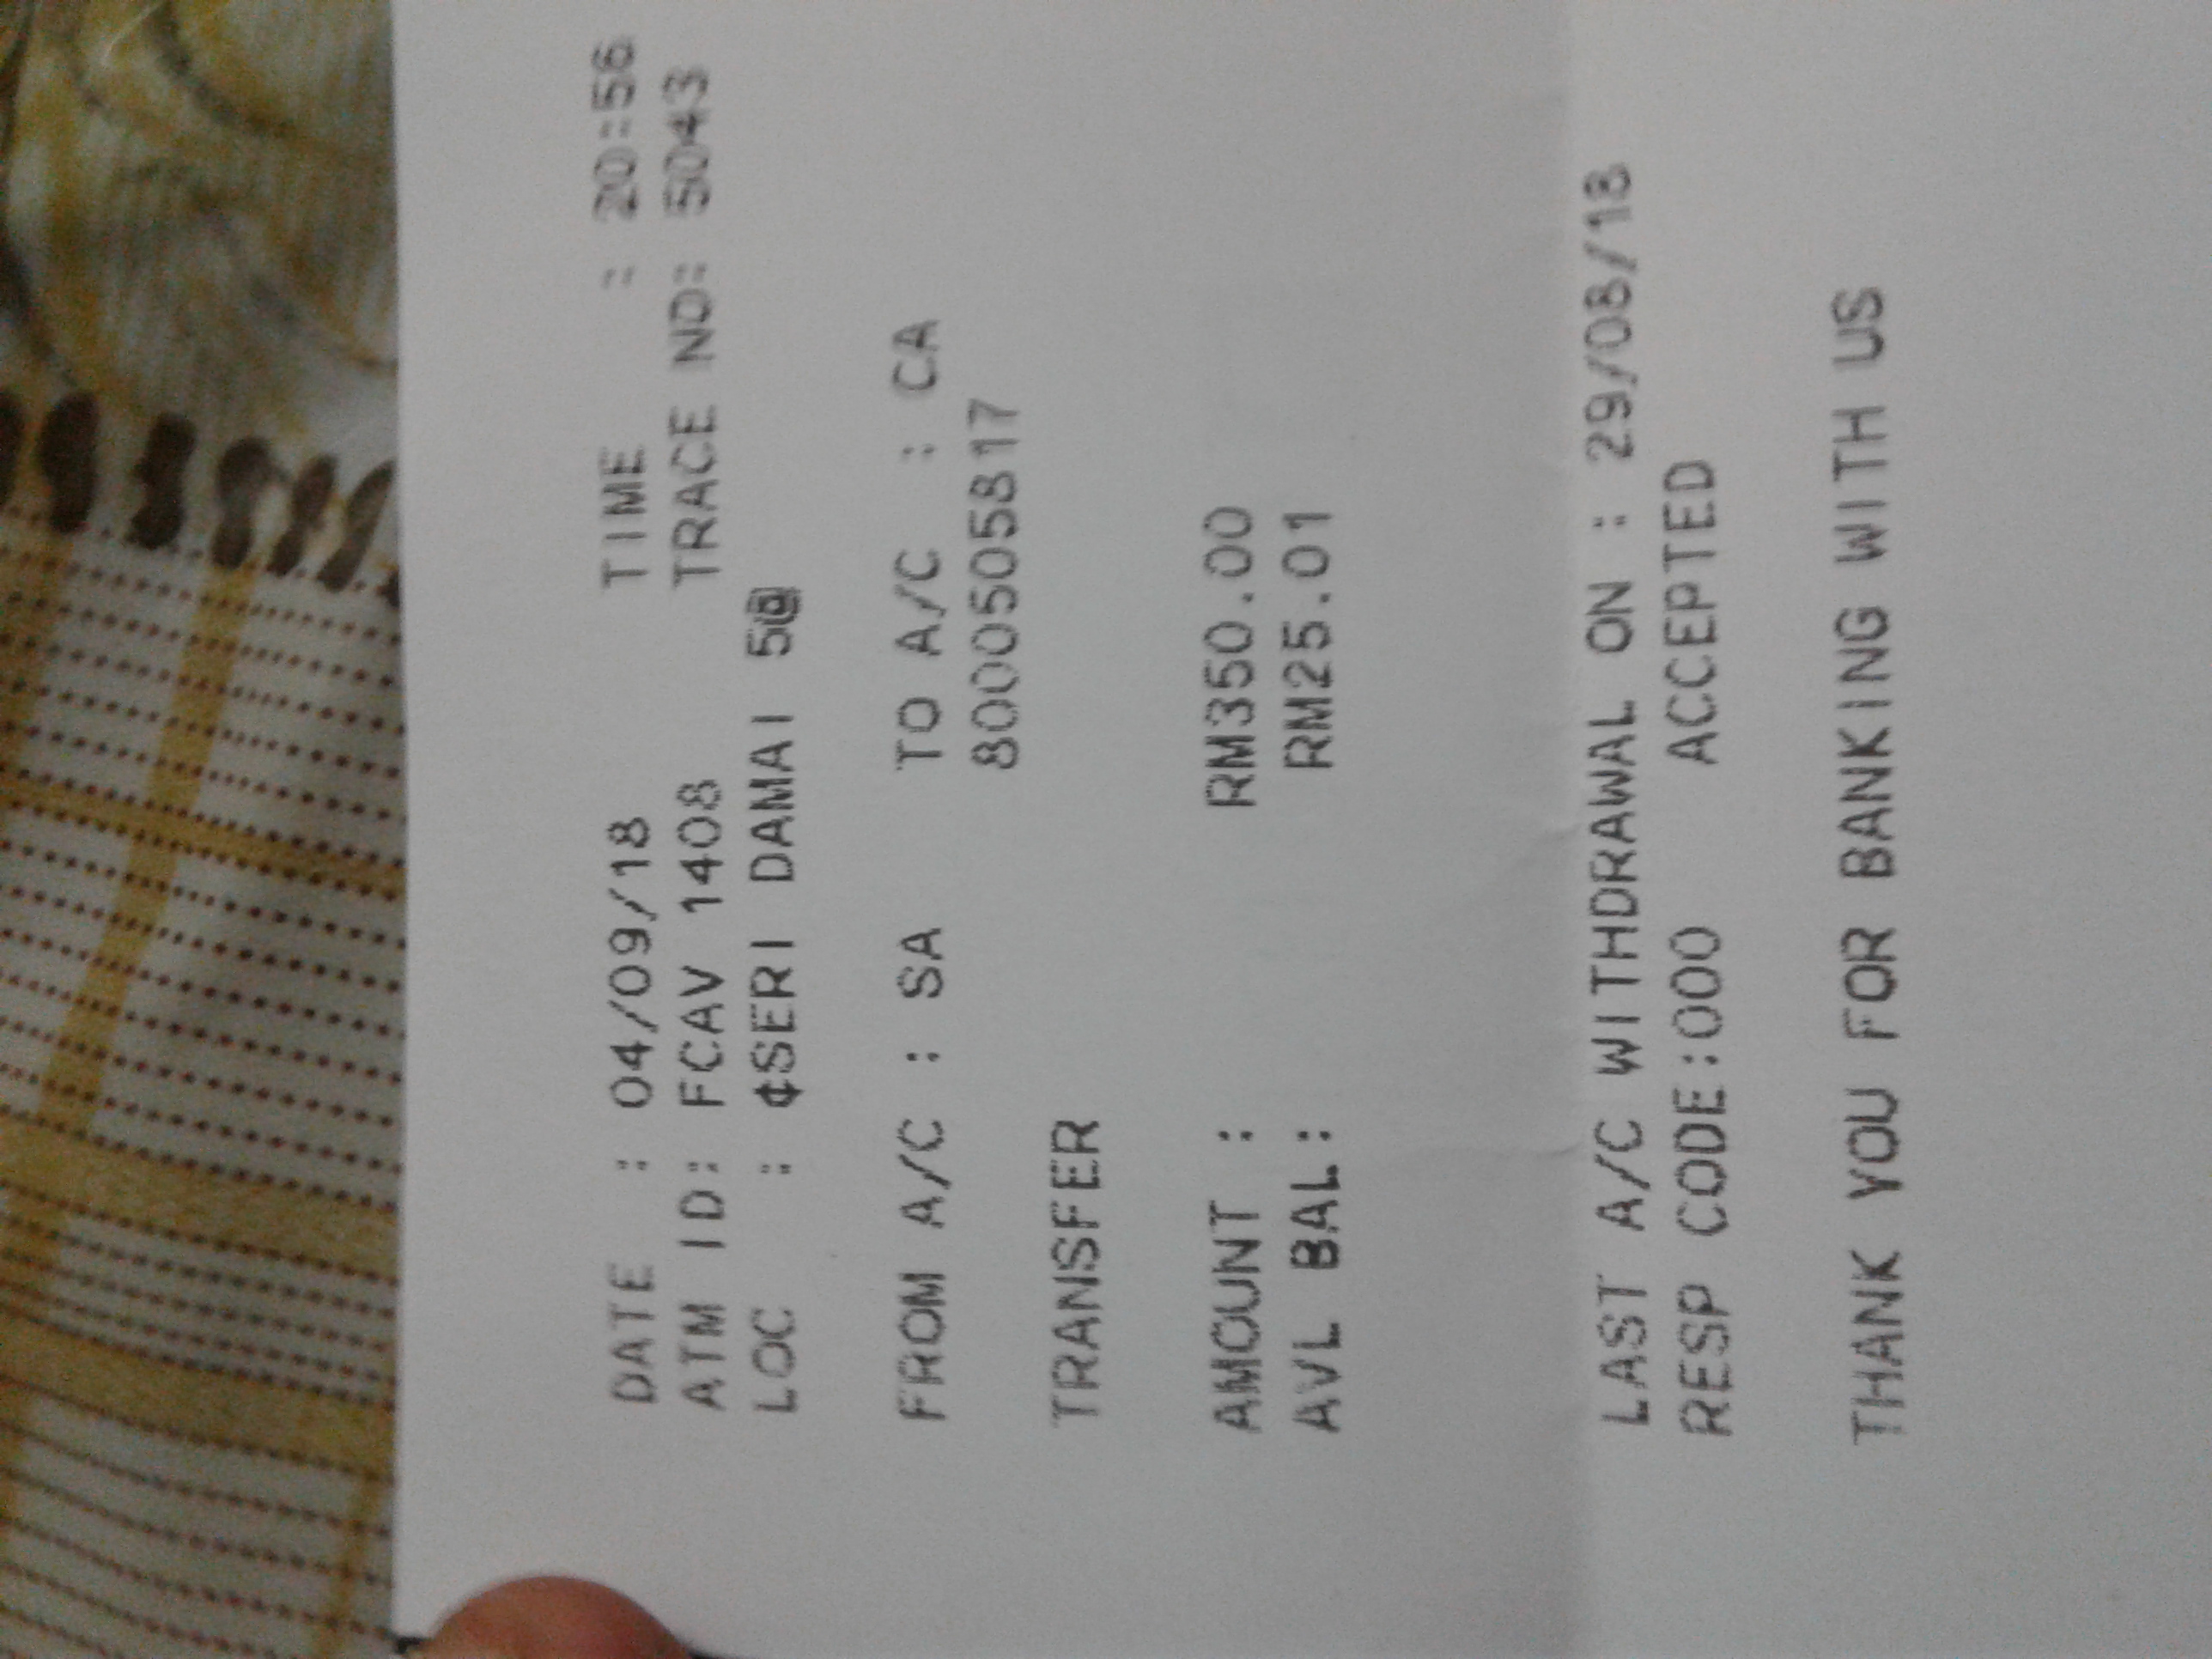 DATE : 04/09/18 TIME : 20:56
ATM ID: FCAV 1408 TRACE NO: 5043
LOC : ¢SERI DAMAI 5@
FROM A/C : SA TO A/C : CA
8000505817
TRANSFER
AMOUNT : RM350.00
AVL BAL: RM25.01
LAST A/C WITHDRAWAL ON : 29/08/18
RESP CODE:000 ACCEPTED
THANK YOU FOR BANKING WITH US